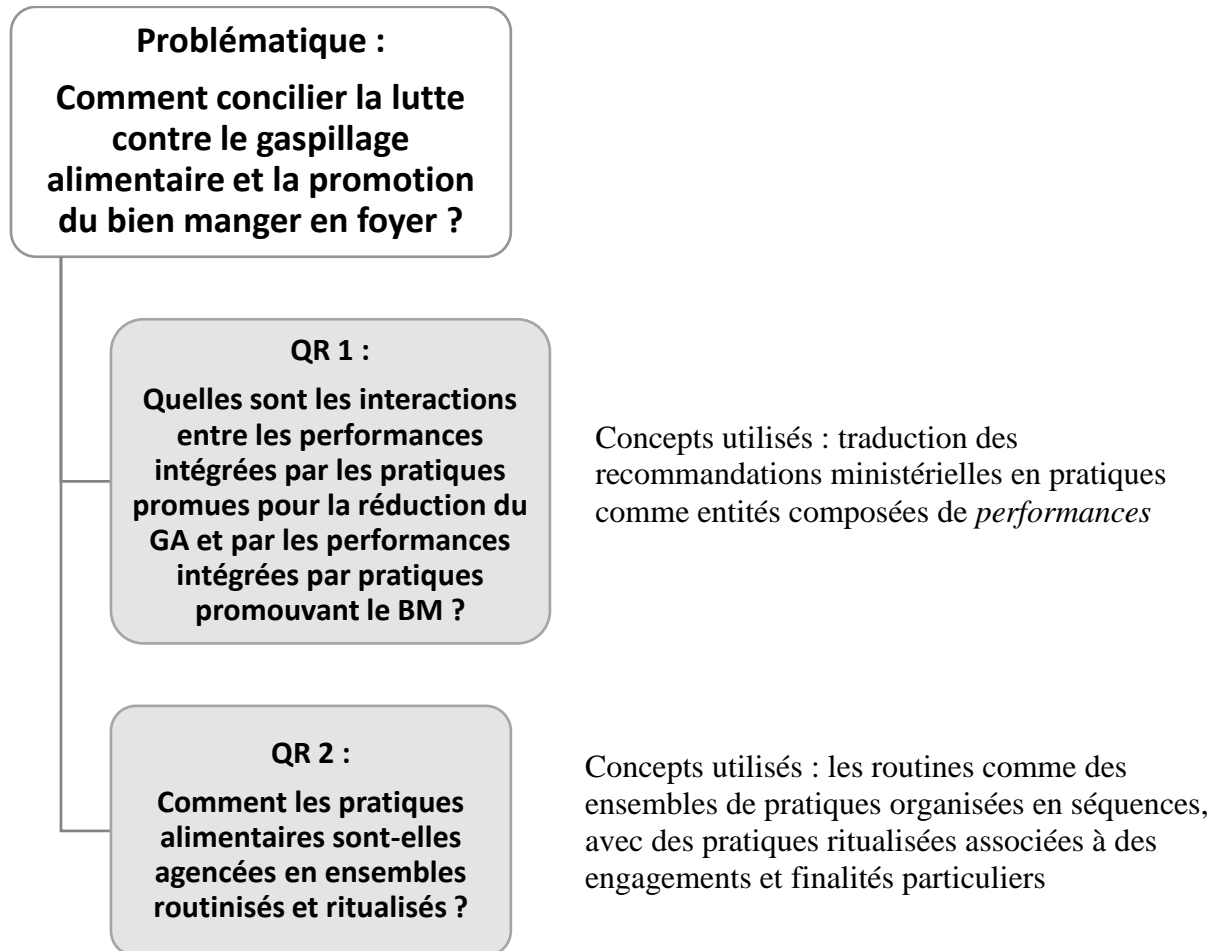 Problématique :
Comment concilier la lutte
contre le gaspillage
alimentaire et la promotion
du bien manger en foyer ?
QR 1 :
Quelles sont les interactions
entre les performances
intégrées par les pratiques
promues pour la réduction du
GA et par les performances
intégrées par pratiques
promouvant le BM ?
Concepts utilisés : traduction des
recommandations ministérielles en pratiques
comme entités composées de performances
QR 2 :
Comment les pratiques
alimentaires sont-elles
agencées en ensembles
routinisés et ritualisés ?
Concepts utilisés : les routines comme des
ensembles de pratiques organisées en séquences,
avec des pratiques ritualisées associées à des
engagements et finalités particuliers